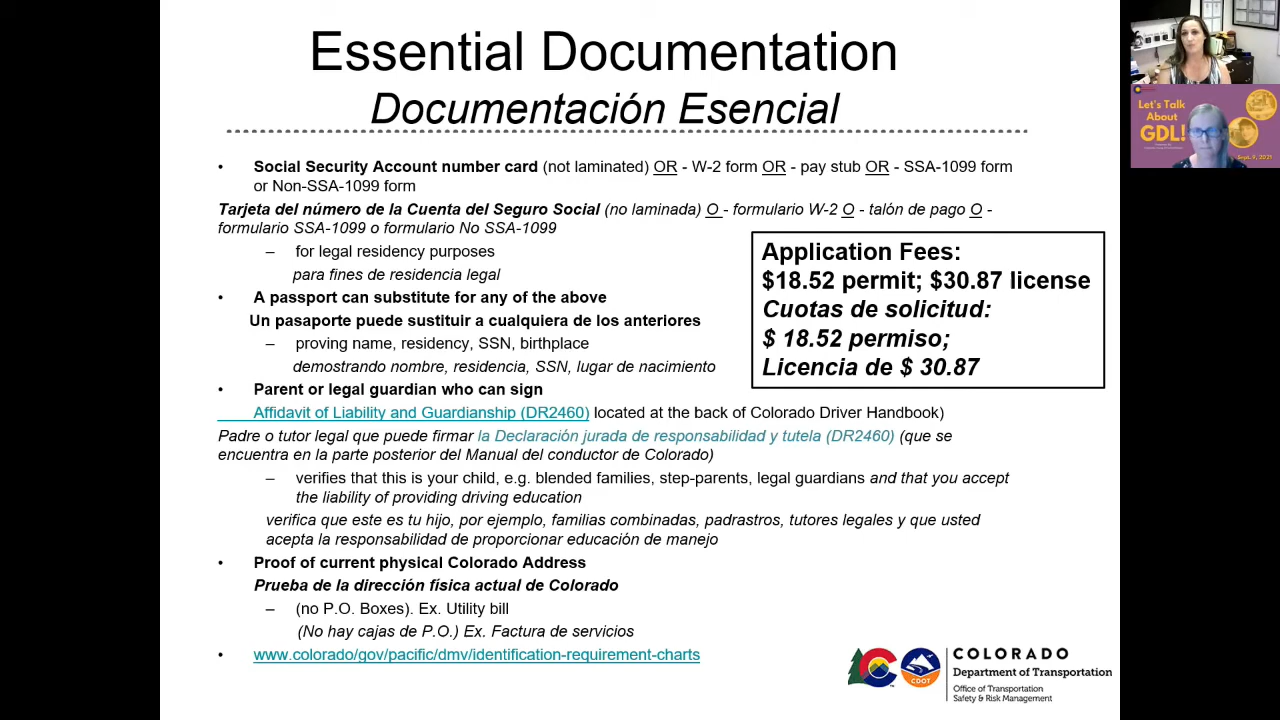 Essential Documentation
Documentación Esencial
• Social Security Account number card (not laminated) OR - W-2 form OR - pay stub OR - SSA-1099 form
or Non-SSA-1099 form
Tarjeta del número de la Cuenta del Seguro Social (no laminada) O - formulario W-2 O - talón de pago O -
formulario SSA-1099 o formulario No SSA-1099
– for legal residency purposes
para fines de residencia legal
• A passport can substitute for any of the above
Un pasaporte puede sustituir a cualquiera de los anteriores
– proving name, residency, SSN, birthplace
demostrando nombre, residencia, SSN, lugar de nacimiento
• Parent or legal guardian who can sign
Affidavit of Liability and Guardianship (DR2460) located at the back of Colorado Driver Handbook)
Padre o tutor legal que puede firmar la Declaración jurada de responsabilidad y tutela (DR2460) (que se
encuentra en la parte posterior del Manual del conductor de Colorado)
– verifies that this is your child, e.g. blended families, step-parents, legal guardians and that you accept
the liability of providing driving education
verifica que este es tu hijo, por ejemplo, familias combinadas, padrastros, tutores legales y que usted
acepta la responsabilidad de proporcionar educación de manejo
• Proof of current physical Colorado Address
Prueba de la dirección física actual de Colorado
– (no P.O. Boxes). Ex. Utility bill
(No hay cajas de P.O.) Ex. Factura de servicios
• www.colorado/gov/pacific/dmv/identification-requirement-charts
Application Fees:
$18.52 permit; $30.87 license
Cuotas de solicitud:
$ 18.52 permiso;
Licencia de $ 30.87
CDOT
COLORADO
Department of Transportation
Office of Transportation
Safety & Risk Management
Let's Talk
About
GDL!
Sept. 9, 2021